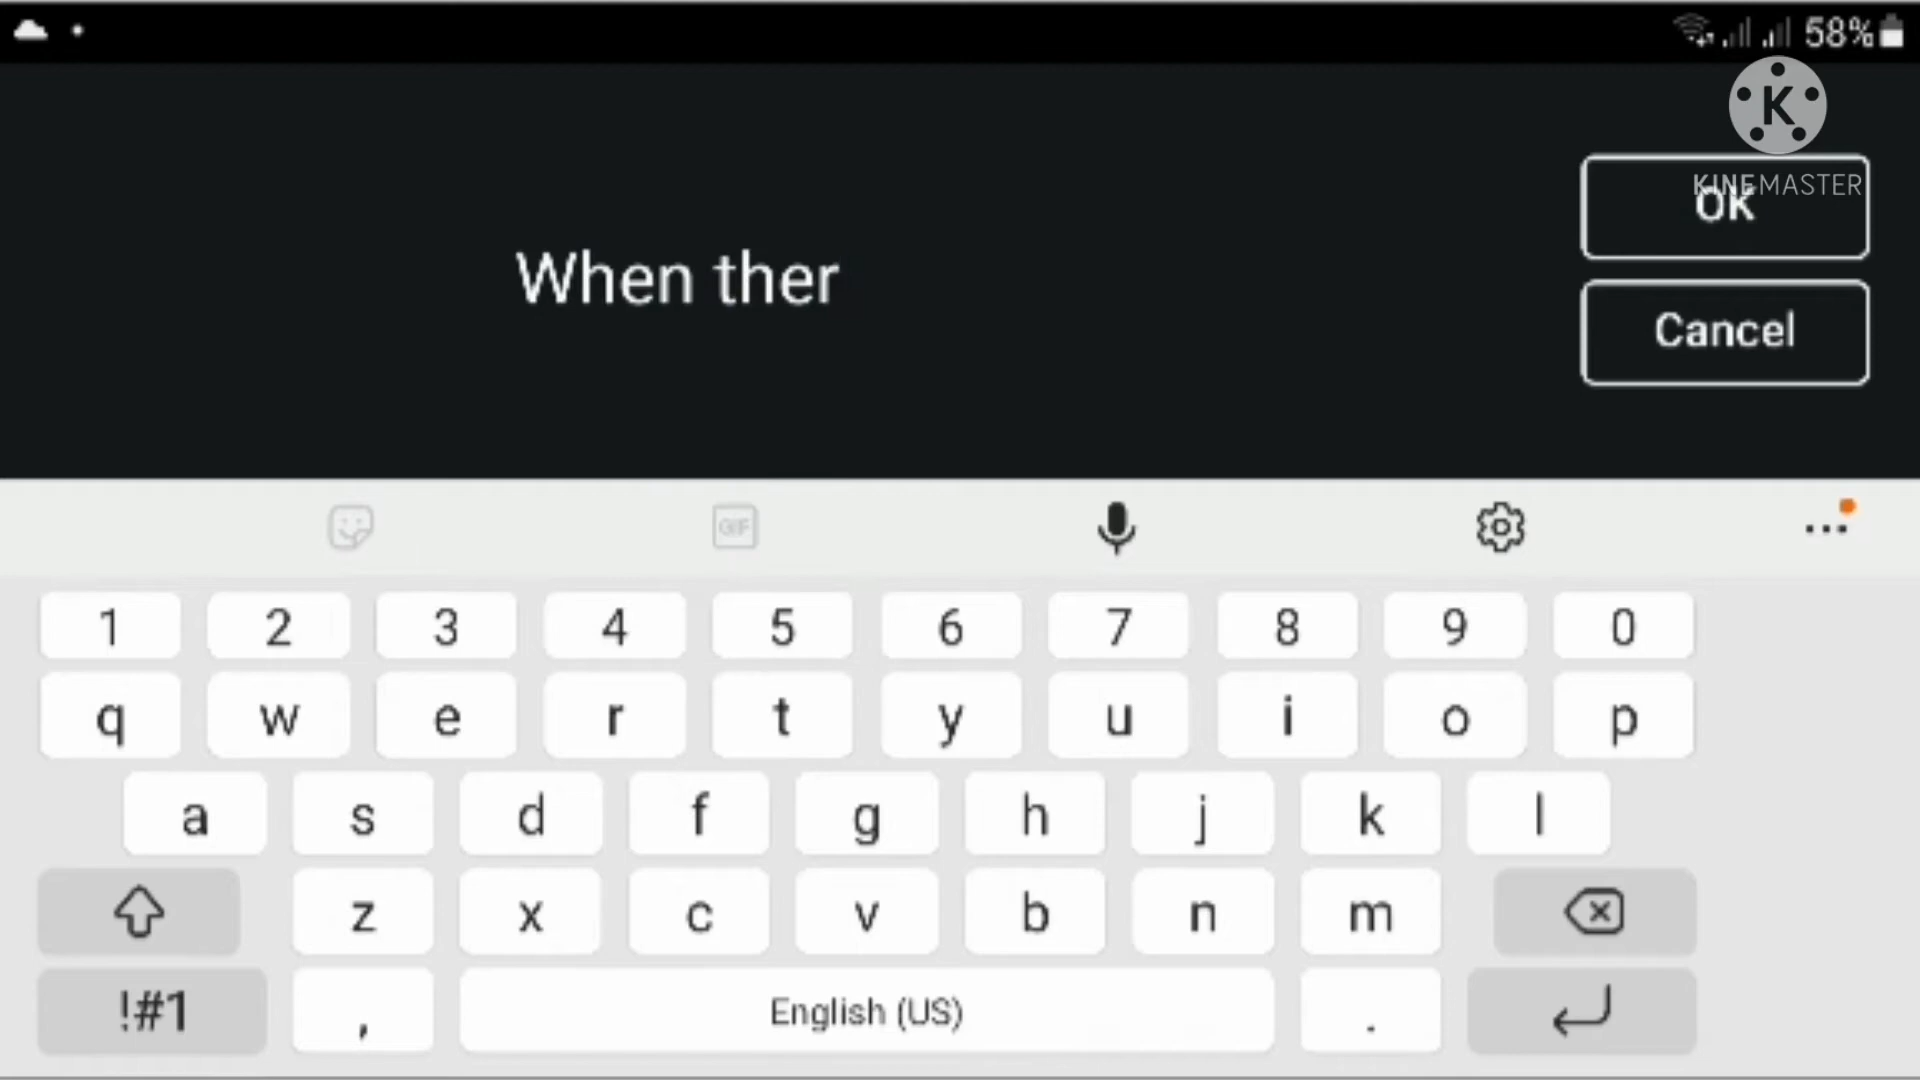 58%
K
KINEMASTER
OK
When ther
Cancel
GIF
1 2 3 4 5 6 7 8 9 0
q w e r t y u i o p
a s d f g h j k l
z x c v b n m
!#1 , English (US) .